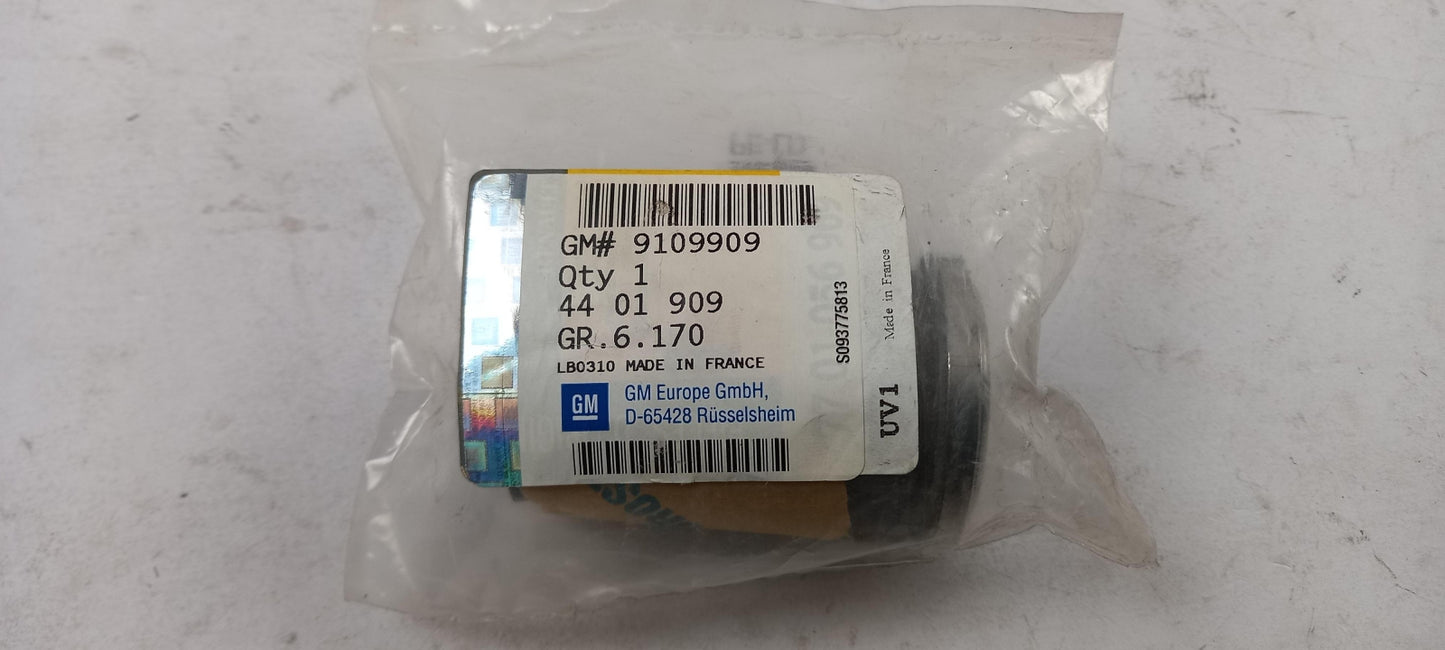 GM# 9109909
Qty 1
44 01 909
GR.6.170
LB0310 MADE IN FRANCE
GM
GM Europe GmbH,
D-65428 Rüsselsheim
S093775813
Made in France
UV1